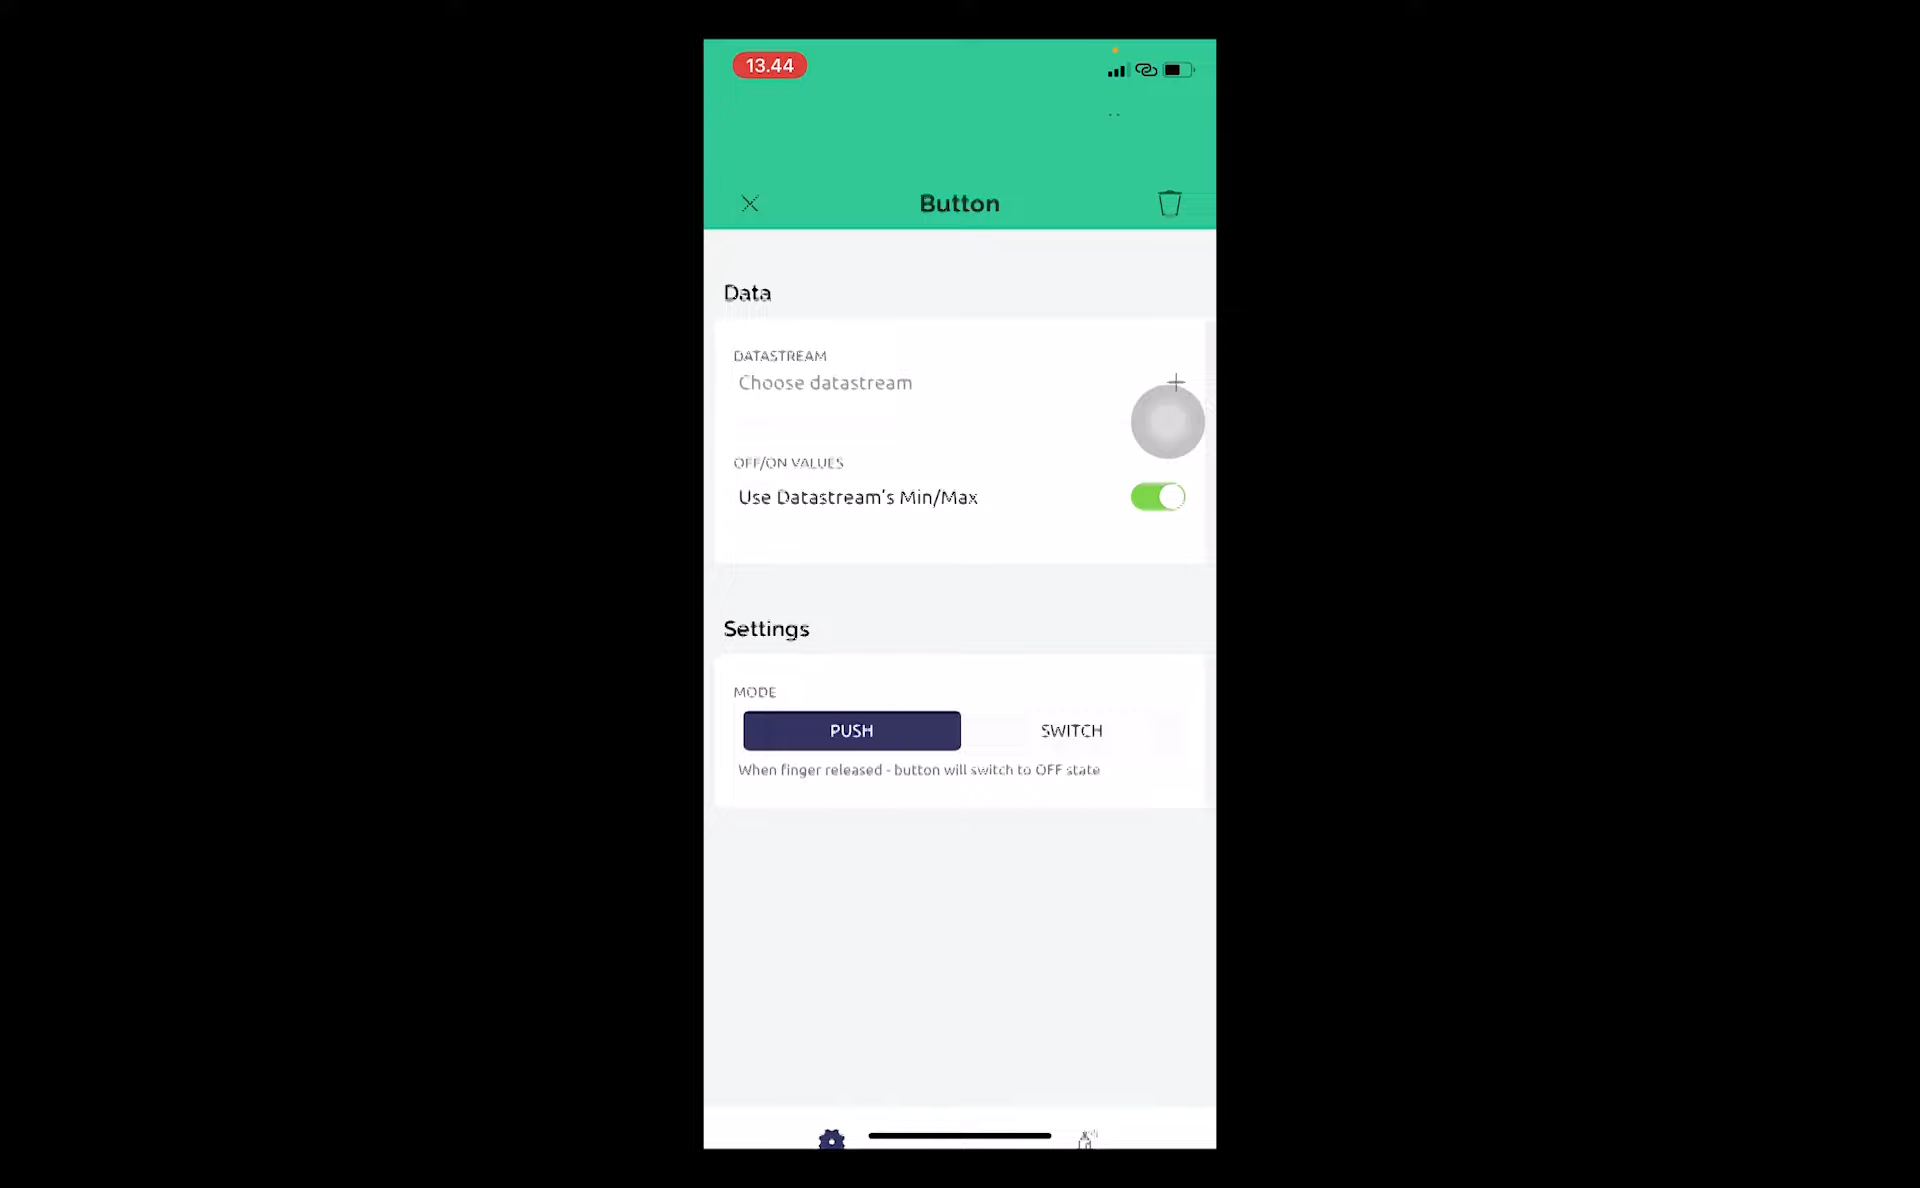 13.44
Button
Data
DATASTREAM
Choose datastream
OFF/ON VALUES
Use Datastream's Min/Max
Settings
MODE
PUSH
SWITCH
When finger released - button will switch to OFF state